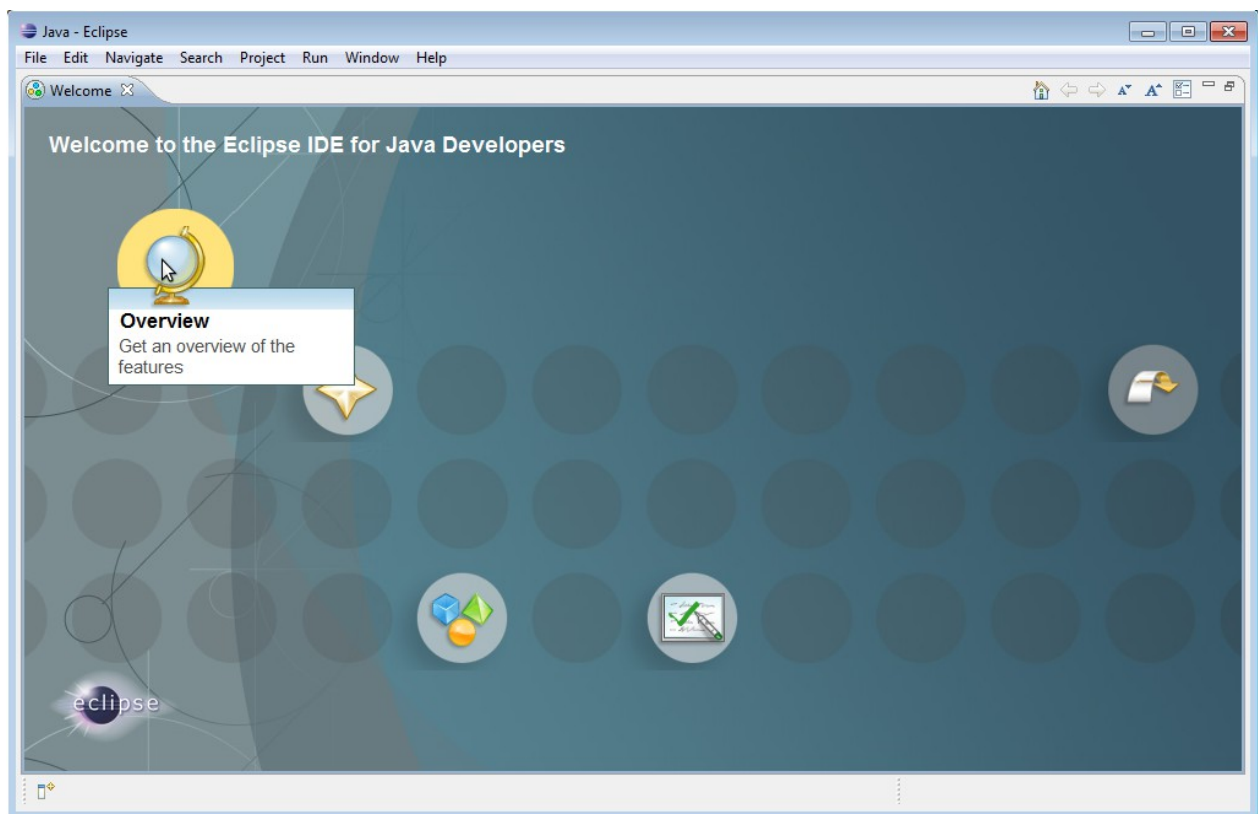 Java - Eclipse
File Edit Navigate Search Project Run Window Help
Welcome
A A
Welcome to the Eclipse IDE for Java Developers
Overview
Get an overview of the
features
eclipse